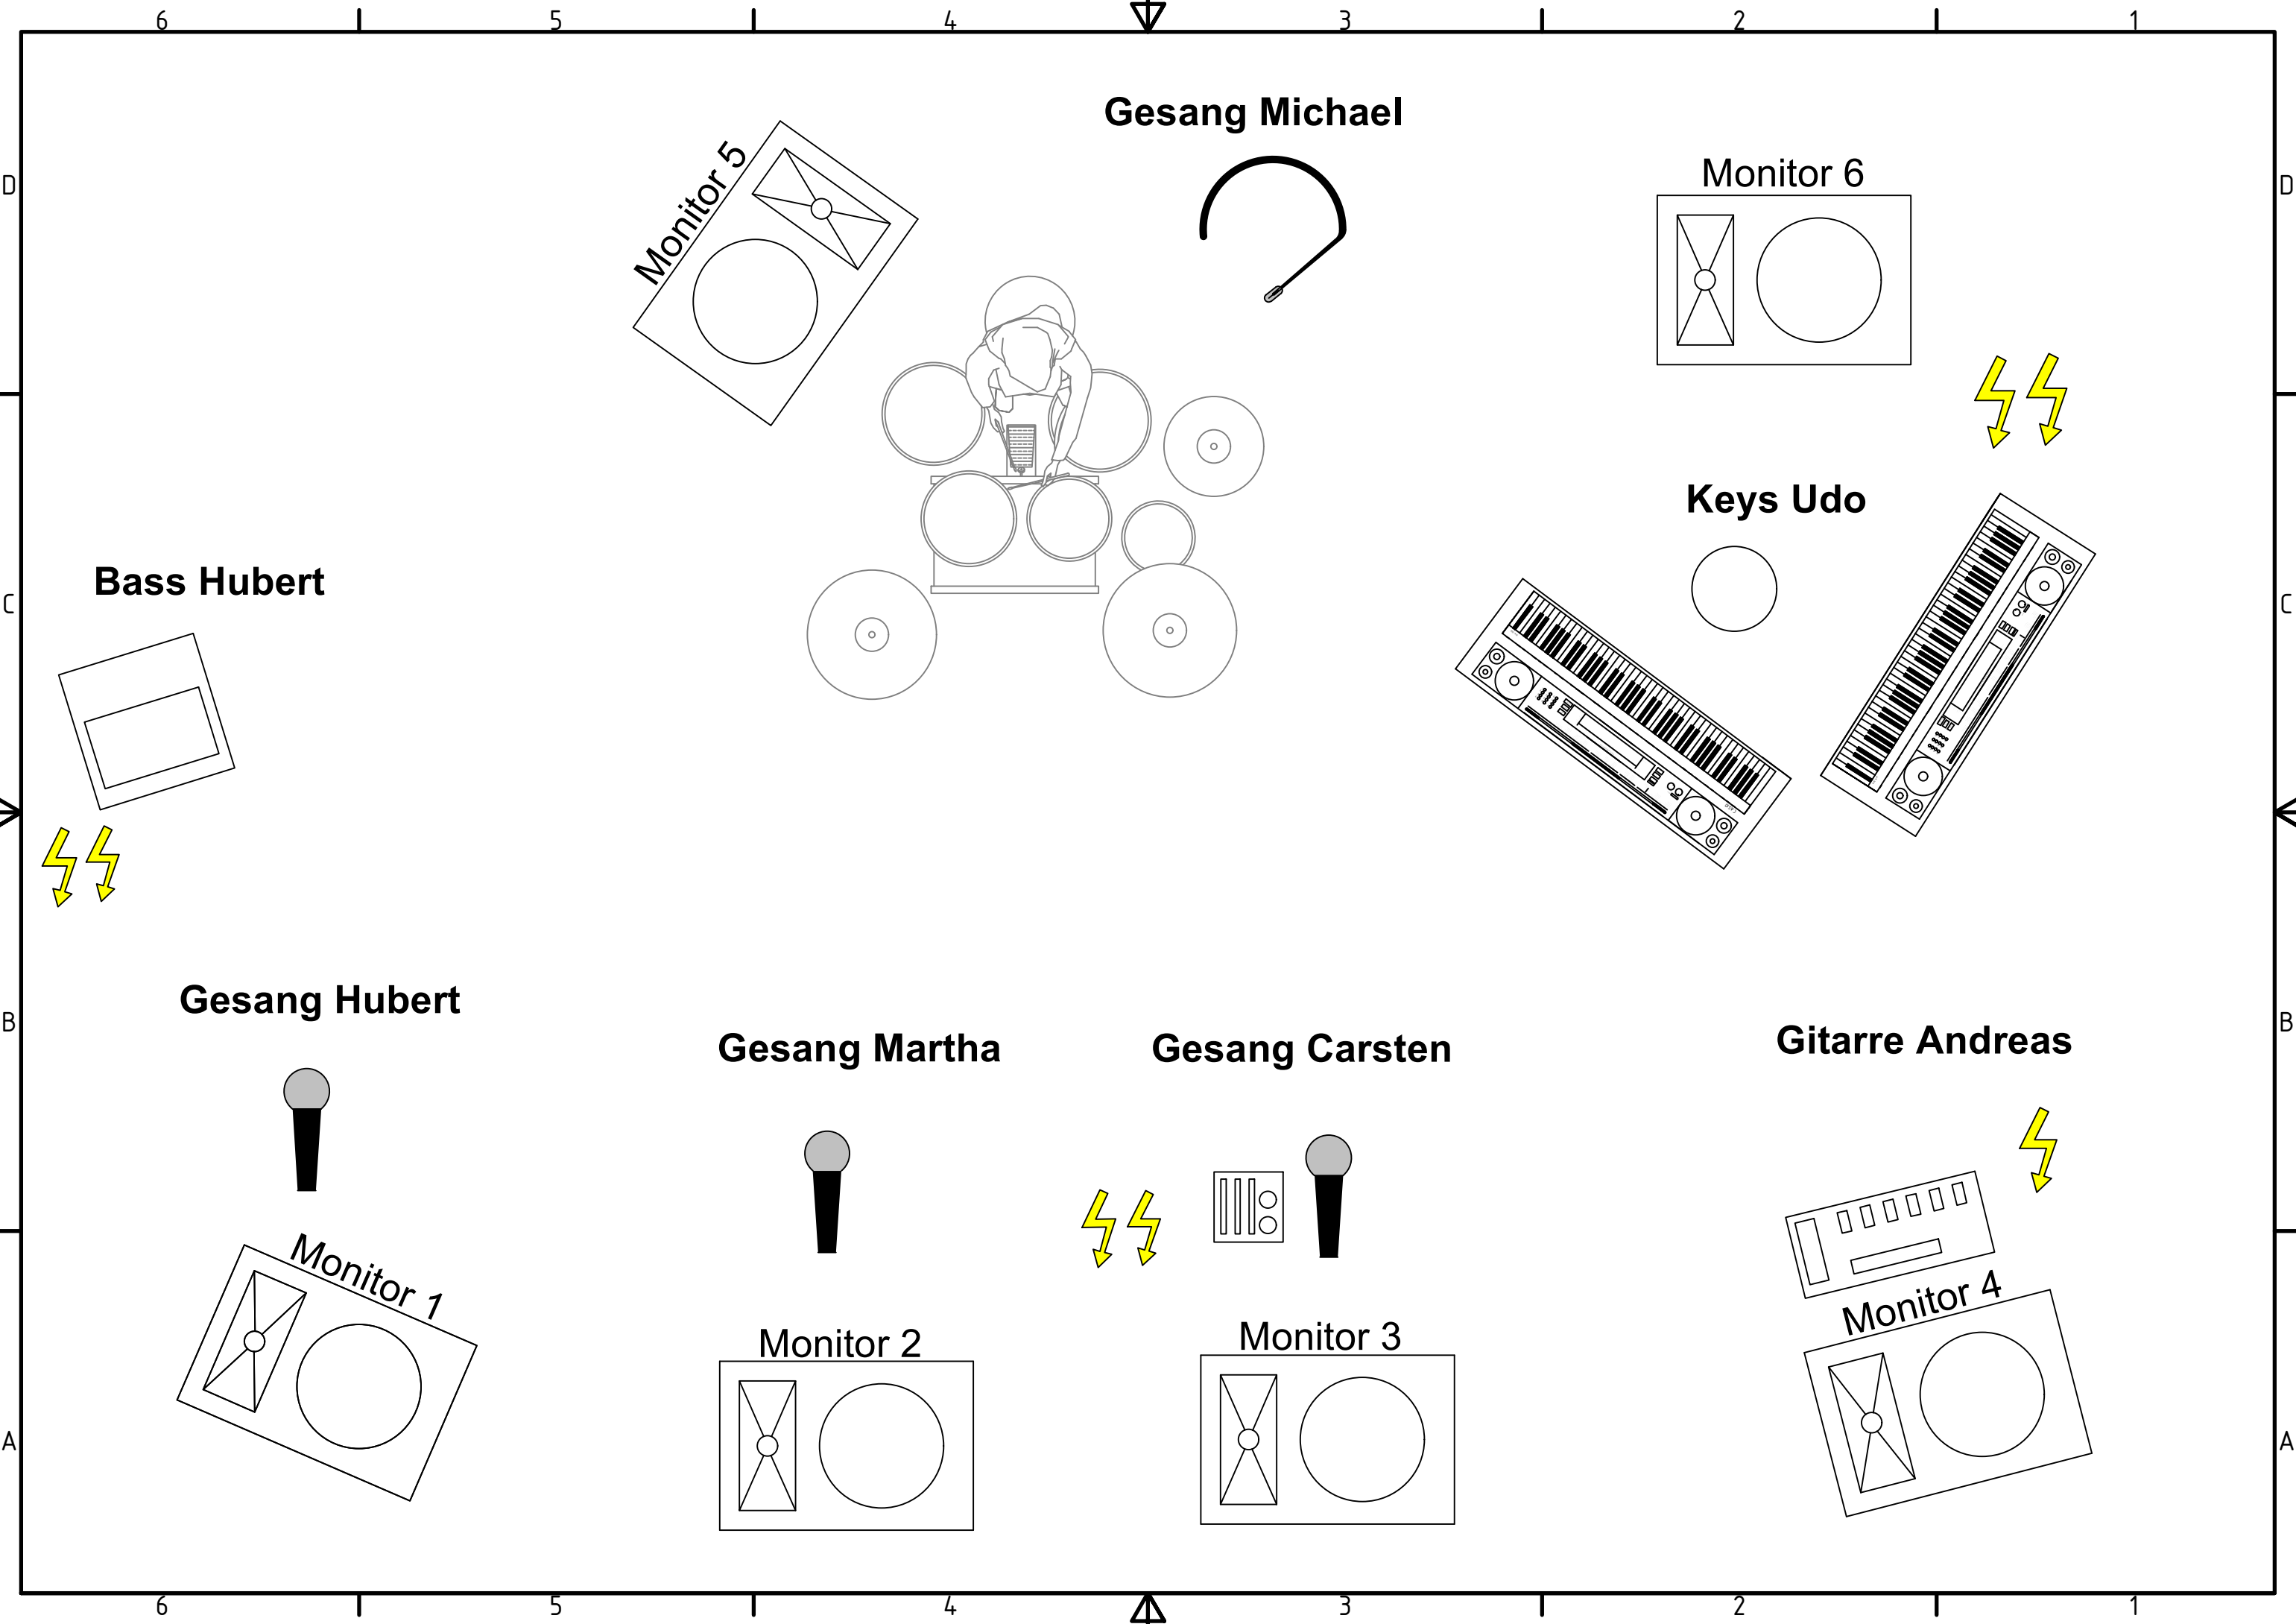 6 5 4 3 2 1
Gesang Michael
Monitor 5
Monitor 6
D D
Keys Udo
Bass Hubert
C C
Gesang Hubert
B B
Gesang Martha
Gesang Carsten
Gitarre Andreas
Monitor 1
Monitor 2
Monitor 3
Monitor 4
A A
6 5 4 3 2 1